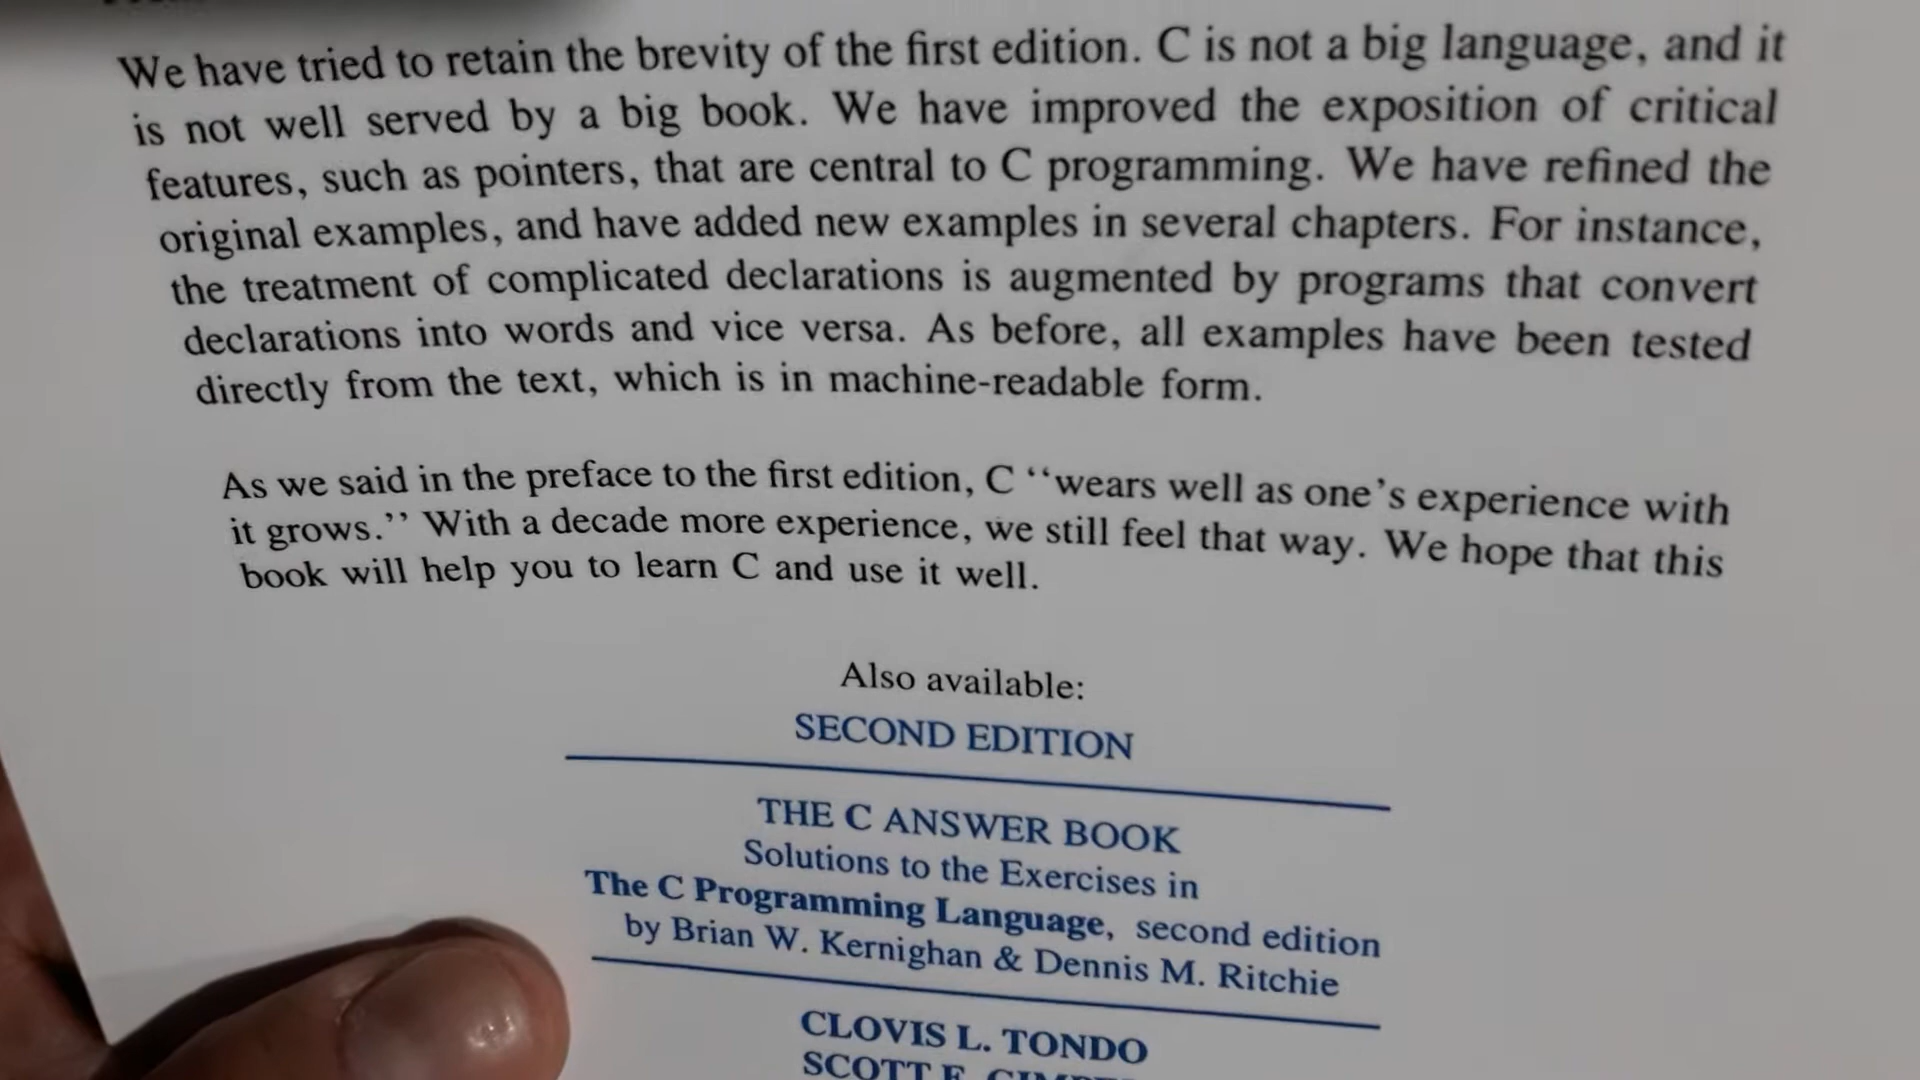 We have tried to retain the brevity of the first edition. C is not a big language, and it
is not well served by a big book. We have improved the exposition of critical
features, such as pointers, that are central to C programming. We have refined the
original examples, and have added new examples in several chapters. For instance,
the treatment of complicated declarations is augmented by programs that convert
declarations into words and vice versa. As before, all examples have been tested
directly from the text, which is in machine-readable form.
As we said in the preface to the first edition, C ‘‘wears well as one’s experience with
it grows.’’ With a decade more experience, we still feel that way. We hope that this
book will help you to learn C and use it well.
Also available:
SECOND EDITION
THE C ANSWER BOOK
Solutions to the Exercises in
The C Programming Language, second edition
by Brian W. Kernighan & Dennis M. Ritchie
CLOVIS L. TONDO
SCOTT E.